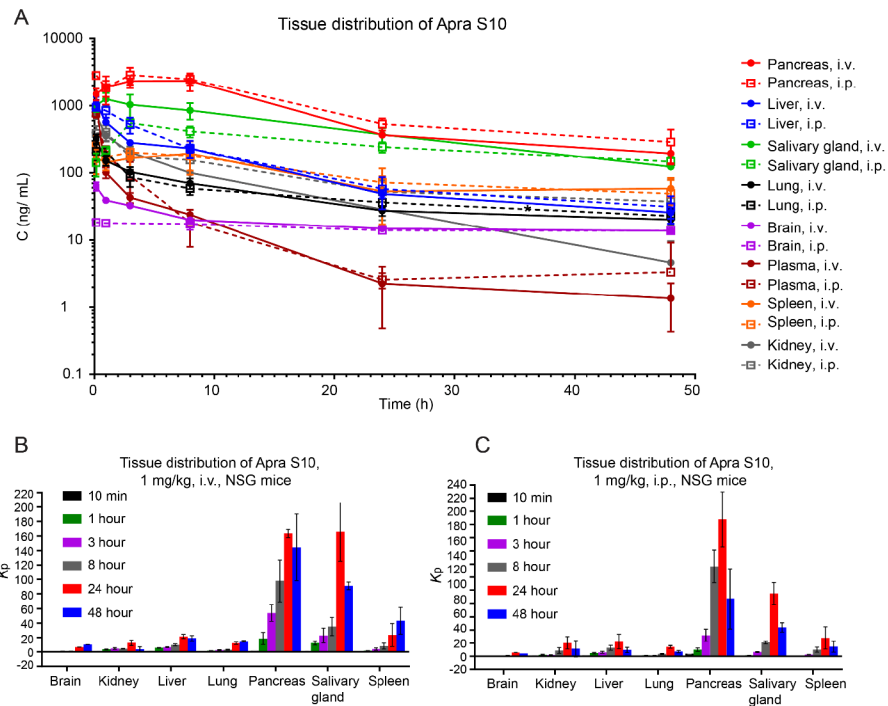 A
Tissue distribution of Apra S10
10000
1000
100
10
1
0.1
C (ng/ mL)
0
10
20
30
40
50
Time (h)
*
Pancreas, i.v.
Pancreas, i.p.
Liver, i.v.
Liver, i.p.
Salivary gland, i.v.
Salivary gland, i.p.
Lung, i.v.
Lung, i.p.
Brain, i.v.
Brain, i.p.
Plasma, i.v.
Plasma, i.p.
Spleen, i.v.
Spleen, i.p.
Kidney, i.v.
Kidney, i.p.
B
Tissue distribution of Apra S10,
1 mg/kg, i.v., NSG mice
220
200
180
160
140
120
100
80
60
40
20
0
-20
Kp
10 min
1 hour
3 hour
8 hour
24 hour
48 hour
Brain
Kidney
Liver
Lung
Pancreas
Salivary
gland
Spleen
C
Tissue distribution of Apra S10,
1 mg/kg, i.p., NSG mice
240
220
200
180
160
140
120
100
80
60
40
20
0
-20
Kp
10 min
1 hour
3 hour
8 hour
24 hour
48 hour
Brain
Kidney
Liver
Lung
Pancreas
Salivary
gland
Spleen